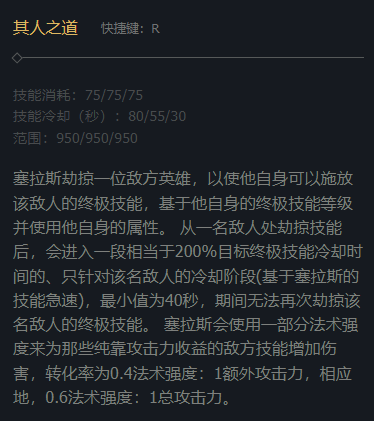 其人之道 快捷键：R
技能消耗：75/75/75
技能冷却（秒）：80/55/30
范围：950/950/950
塞拉斯劫掠一位敌方英雄，以使他自身可以施放
该敌人的终极技能，基于他自身的终极技能等级
并使用他自身的属性。 从一名敌人处劫掠技能
后，会进入一段相当于200%目标终极技能冷却时
间的、只针对该名敌人的冷却阶段(基于塞拉斯的
技能急速)，最小值为40秒，期间无法再次劫掠该
名敌人的终极技能。 塞拉斯会使用一部分法术强
度来为那些纯靠攻击力收益的敌方技能增加伤
害，转化率为0.4法术强度：1额外攻击力，相应
地，0.6法术强度：1总攻击力。